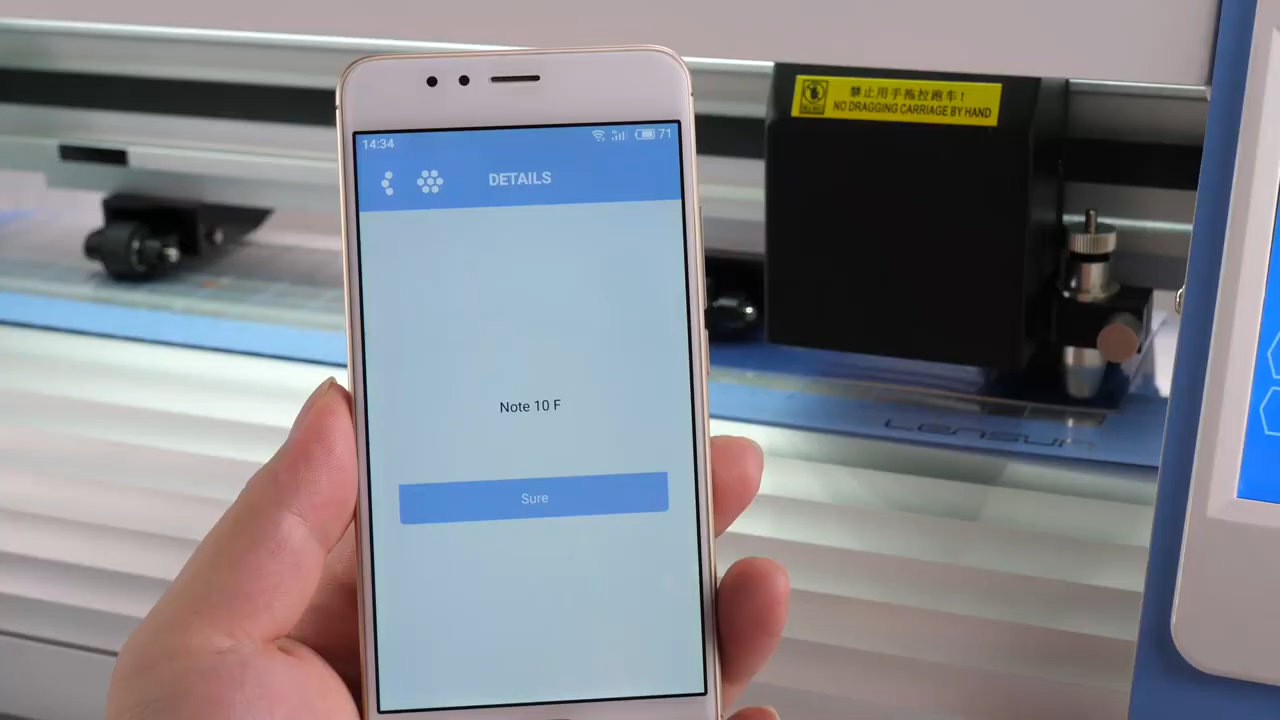 14:34
71
DETAILS
Note 10 F
Sure
禁止用手拖拉跑车!
NO DRAGGING CARRIAGE BY HAND
Lensun